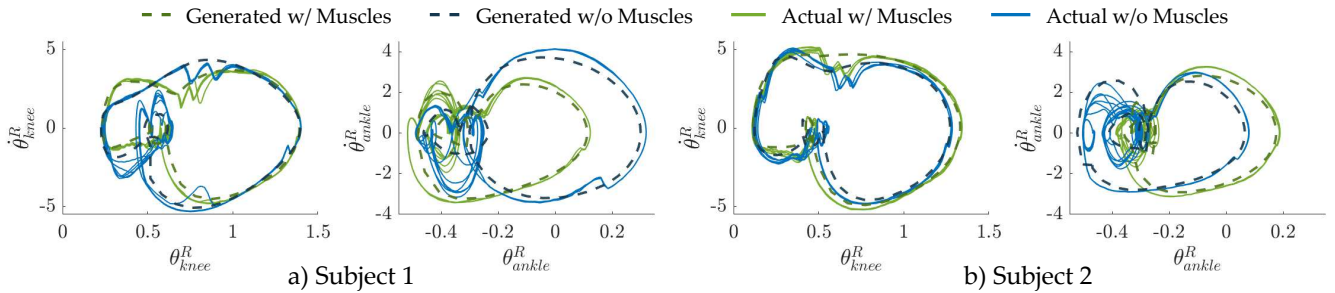 Generated w/ Muscles Generated w/o Muscles Actual w/ Muscles Actual w/o Muscles
5
0
-5
0 0.5 1 1.5
θ̇^R_knee
θ^R_knee
4
2
0
-2
-4
-0.4 -0.2 0 0.2
θ̇^R_ankle
θ^R_ankle
5
0
-5
0 0.5 1 1.5
θ̇^R_knee
θ^R_knee
4
2
0
-2
-4
-0.4 -0.2 0 0.2
θ̇^R_ankle
θ^R_ankle
a) Subject 1
b) Subject 2